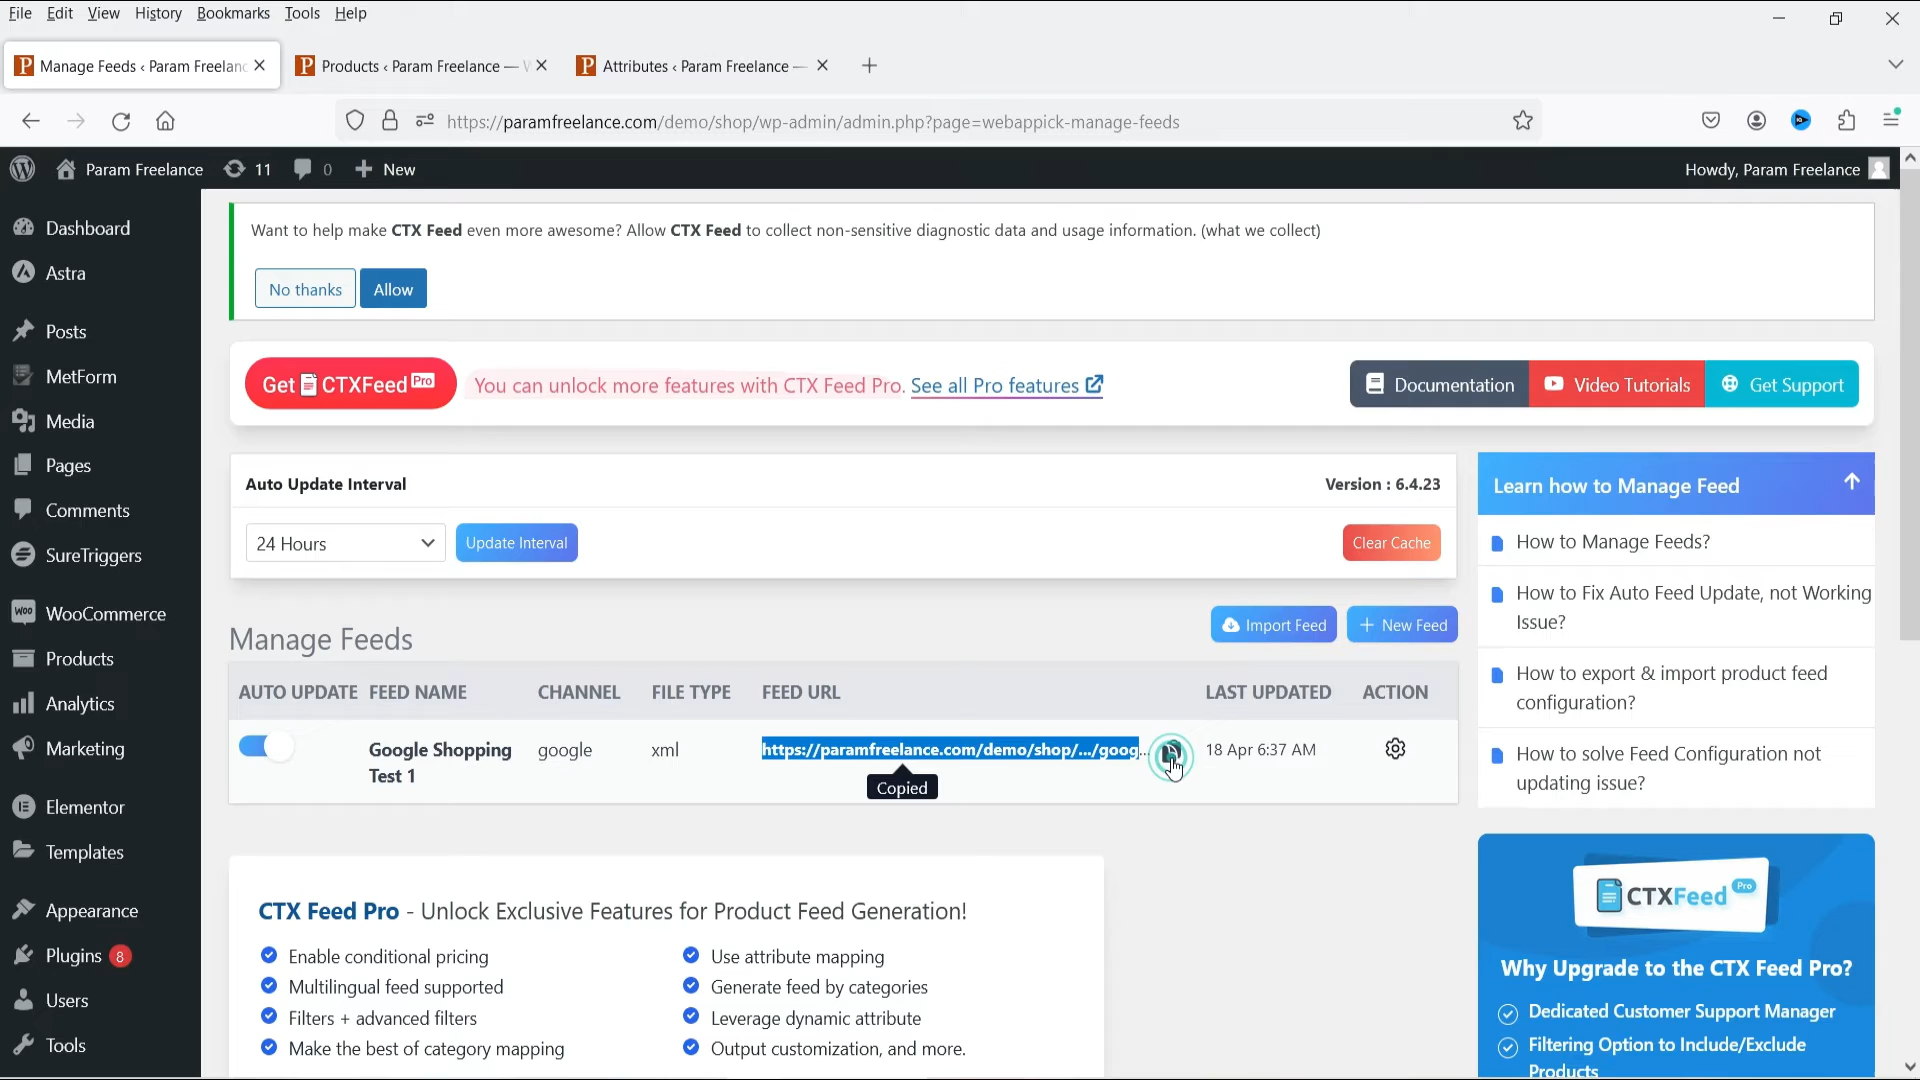 File Edit View History Bookmarks Tools Help
Manage Feeds ‹ Param Freelanc
Products ‹ Param Freelance — W
Attributes ‹ Param Freelance —
https://paramfreelance.com/demo/shop/wp-admin/admin.php?page=webappick-manage-feeds
Param Freelance 11 0 New
Howdy, Param Freelance
Dashboard
Astra
Posts
MetForm
Media
Pages
Comments
SureTriggers
WooCommerce
Products
Analytics
Marketing
Elementor
Templates
Appearance
Plugins 8
Users
Tools
Want to help make CTX Feed even more awesome? Allow CTX Feed to collect non-sensitive diagnostic data and usage information. (what we collect)
No thanks Allow
Get CTXFeed Pro You can unlock more features with CTX Feed Pro. See all Pro features
Documentation Video Tutorials Get Support
Auto Update Interval Version : 6.4.23
24 Hours Update Interval Clear Cache
Manage Feeds Import Feed New Feed
AUTO UPDATE FEED NAME CHANNEL FILE TYPE FEED URL LAST UPDATED ACTION
Google Shopping google xml https://paramfreelance.com/demo/shop/.../goog... 18 Apr 6:37 AM
Test 1
Copied
CTX Feed Pro - Unlock Exclusive Features for Product Feed Generation!
Enable conditional pricing Use attribute mapping
Multilingual feed supported Generate feed by categories
Filters + advanced filters Leverage dynamic attribute
Make the best of category mapping Output customization, and more.
Learn how to Manage Feed
How to Manage Feeds?
How to Fix Auto Feed Update, not Working
Issue?
How to export & import product feed
configuration?
How to solve Feed Configuration not
updating issue?
CTXFeed Pro
Why Upgrade to the CTX Feed Pro?
Dedicated Customer Support Manager
Filtering Option to Include/Exclude
Products